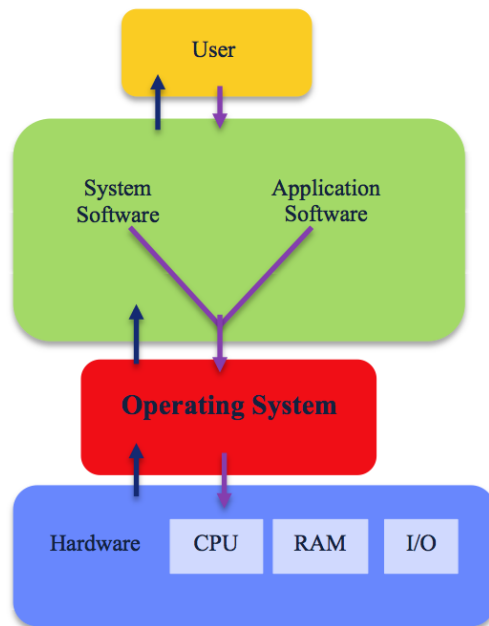 User
System Application
Software Software
Operating System
Hardware CPU RAM I/O